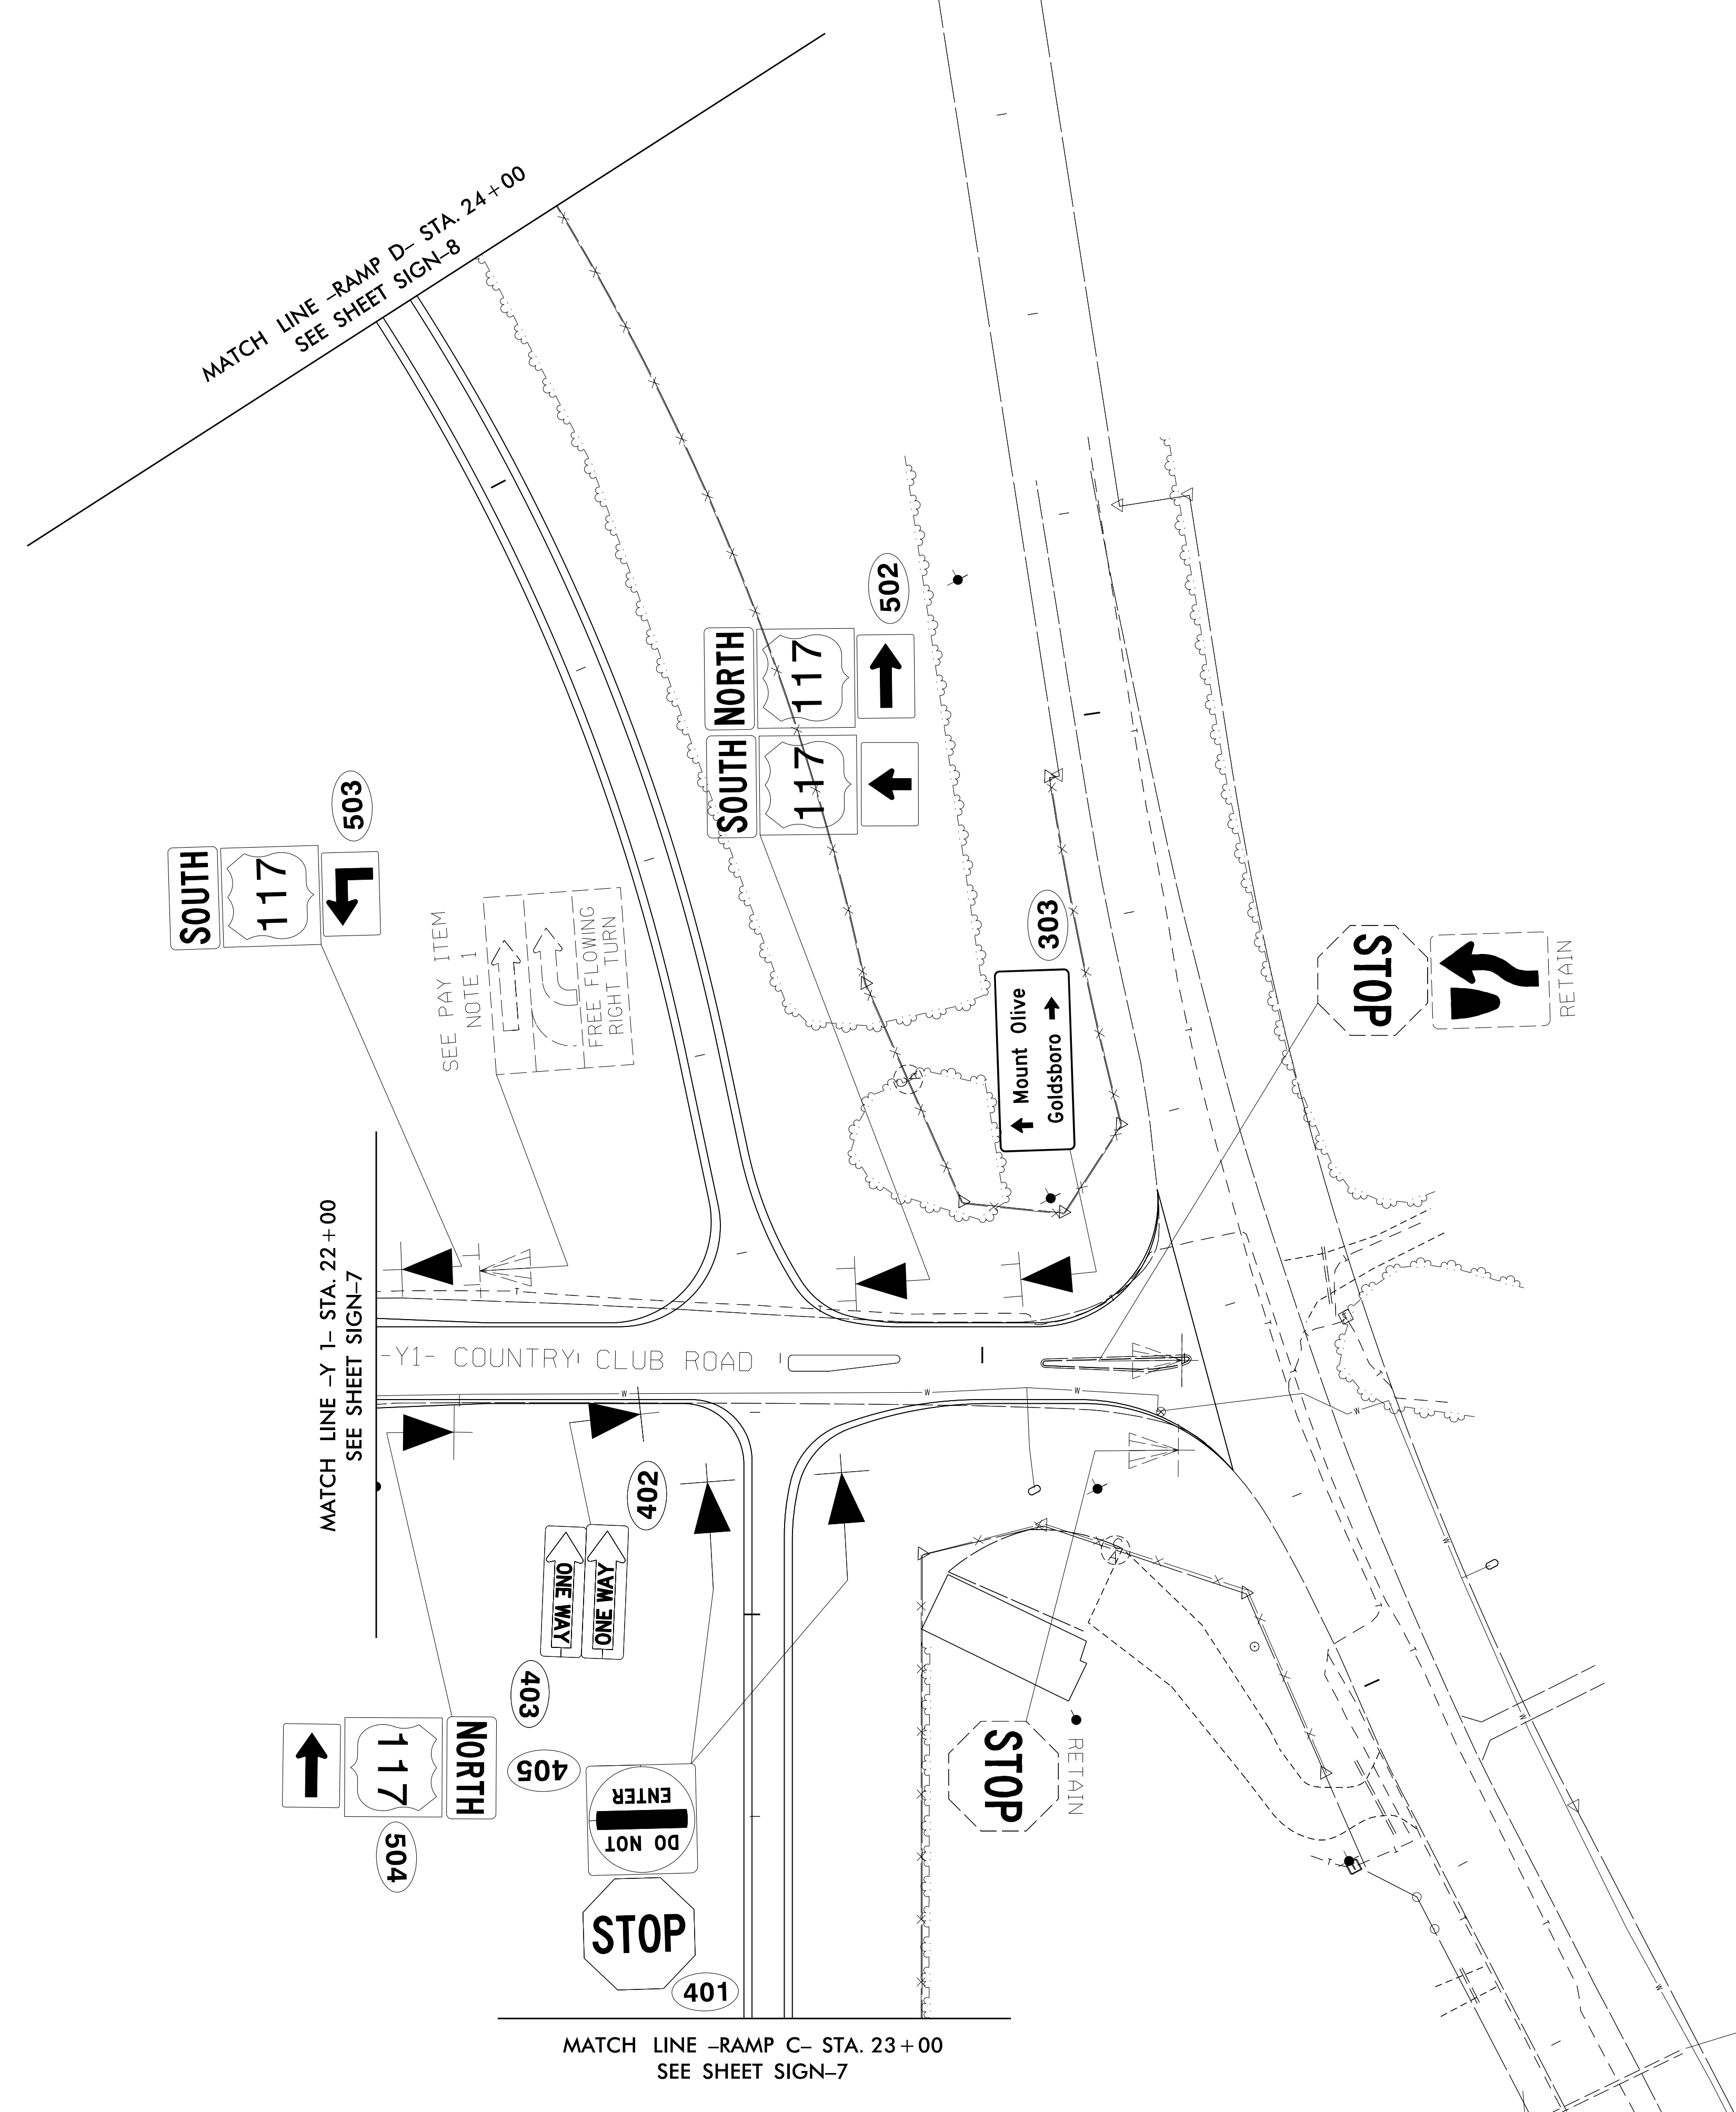 MATCH LINE –RAMP D– STA. 24+00
SEE SHEET SIGN–8
502
NORTH
117
SOUTH
117
503
SOUTH
117
SEE PAY ITEM
NOTE 1
FREE FLOWING
RIGHT TURN
303
Mount Olive
Goldsboro
STOP
RETAIN
MATCH LINE –Y 1– STA. 22+00
SEE SHEET SIGN–7
-Y1- COUNTRY CLUB ROAD
W
W
W
W
W
W
W
402
ONE WAY
ONE WAY
403
NORTH
117
504
405
DO NOT
ENTER
STOP
401
STOP
RETAIN
MATCH LINE –RAMP C– STA. 23+00
SEE SHEET SIGN–7